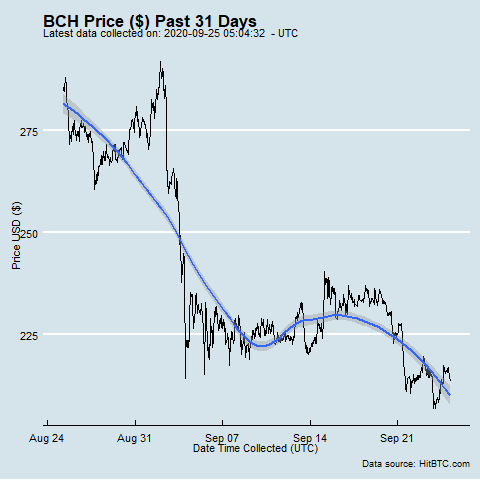 BCH Price ($) Past 31 Days
Latest data collected on: 2020-09-25 05:04:32 - UTC
275
250
225
Price USD ($)
Aug 24 Aug 31 Sep 07 Sep 14 Sep 21
Date Time Collected (UTC)
Data source: HitBTC.com